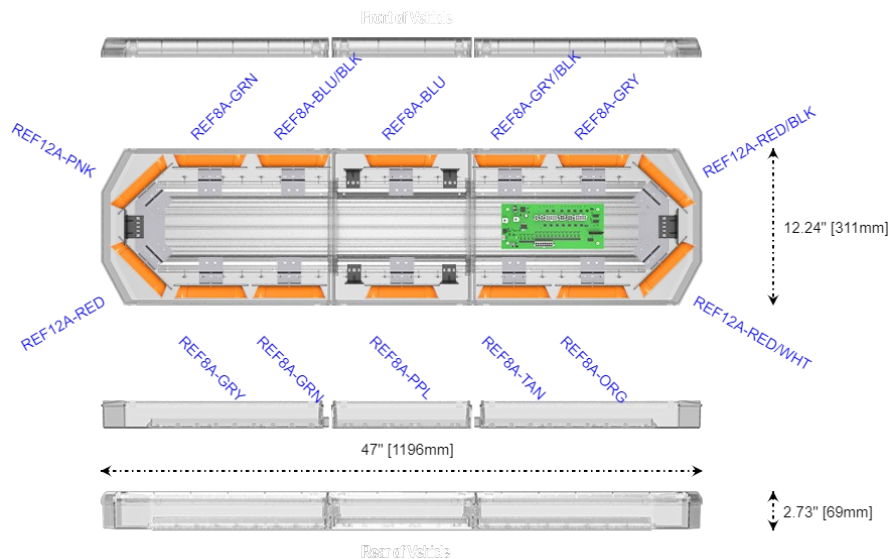 Front of Vehicle
REF12A-PNK
REF8A-GRN
REF8A-BLU/BLK
REF8A-BLU
REF8A-GRY/BLK
REF8A-GRY
REF12A-RED/BLK
12.24" [311mm]
REF12A-RED
REF8A-GRY
REF8A-GRN
REF8A-PPL
REF8A-TAN
REF8A-ORG
REF12A-RED/WHT
47" [1196mm]
2.73" [69mm]
Rear of Vehicle